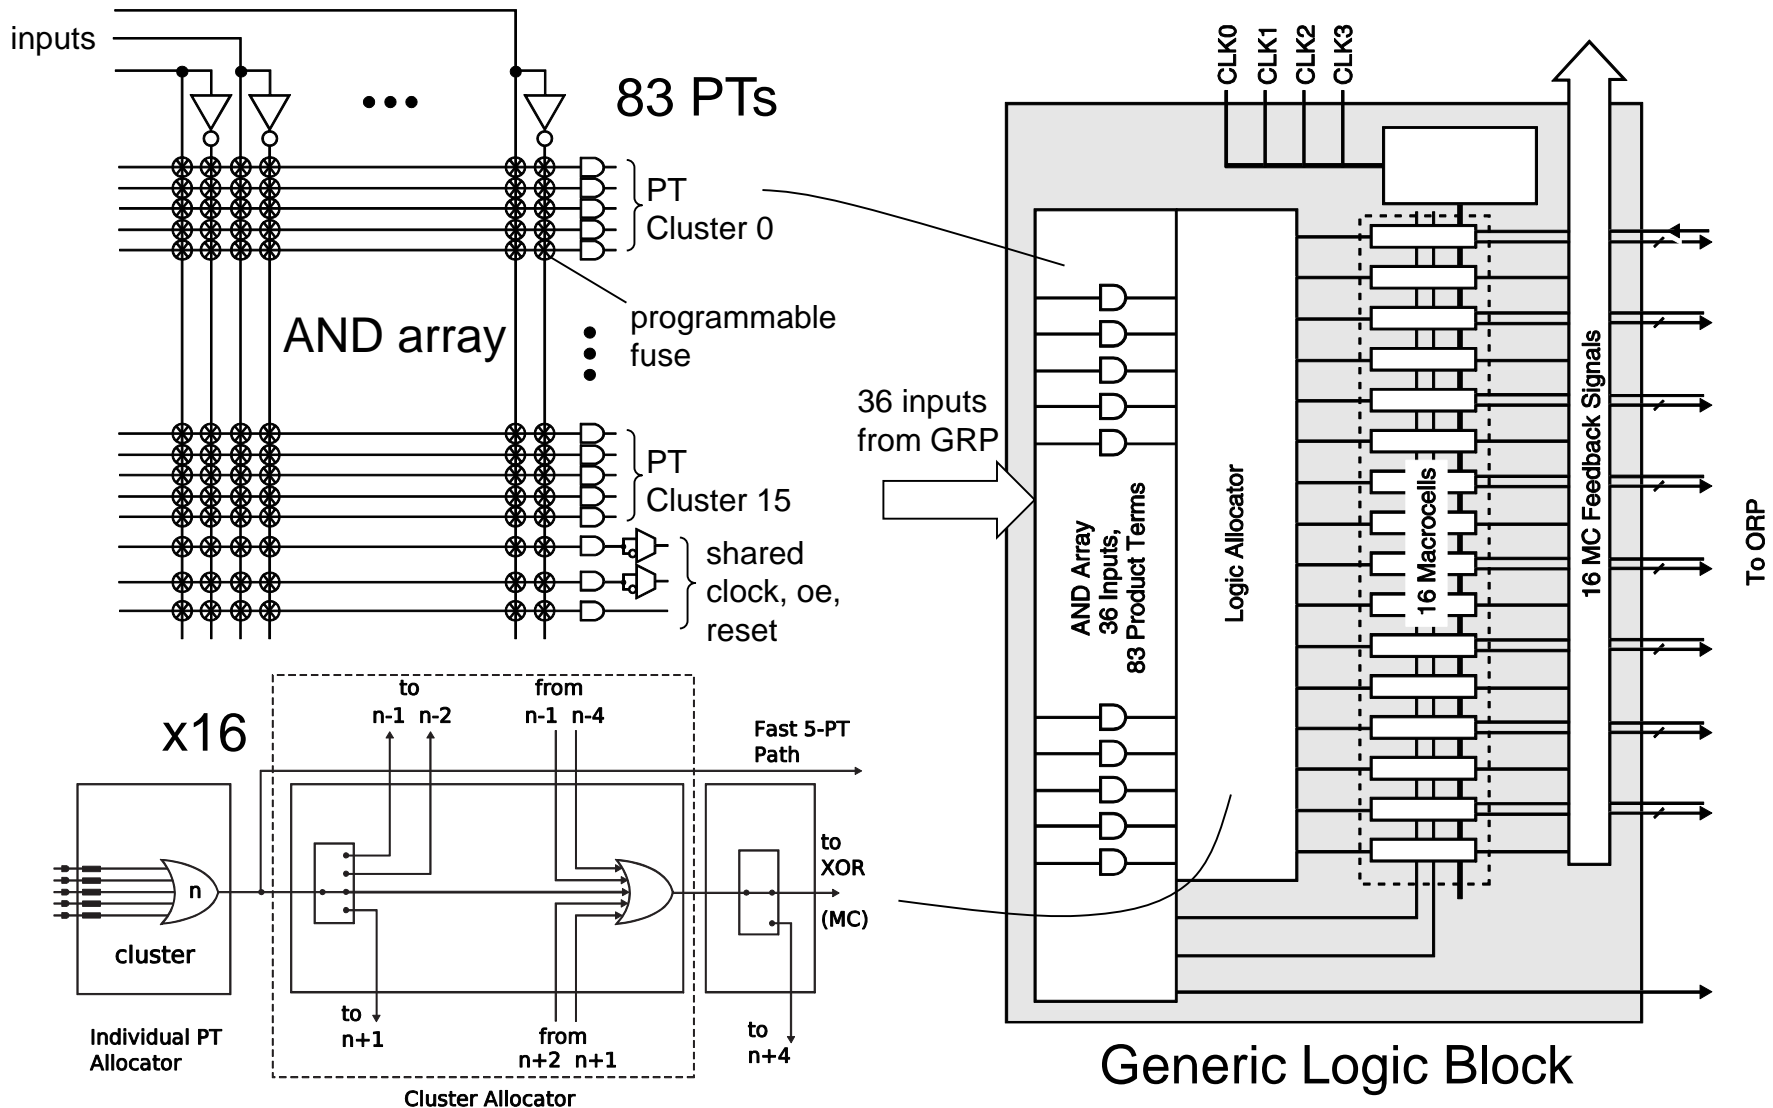 inputs
83 PTs
PT
Cluster 0
programmable
fuse
AND array
PT
Cluster 15
shared
clock, oe,
reset
x16
to
n-1 n-2
from
n-1 n-4
Fast 5-PT
Path
n
cluster
to
XOR
(MC)
to
n+1
from
n+2 n+1
to
n+4
Individual PT
Allocator
Cluster Allocator
CLK0
CLK1
CLK2
CLK3
36 inputs
from GRP
AND Array
36 Inputs,
83 Product Terms
Logic Allocator
16 Macrocells
16 MC Feedback Signals
To ORP
Generic Logic Block